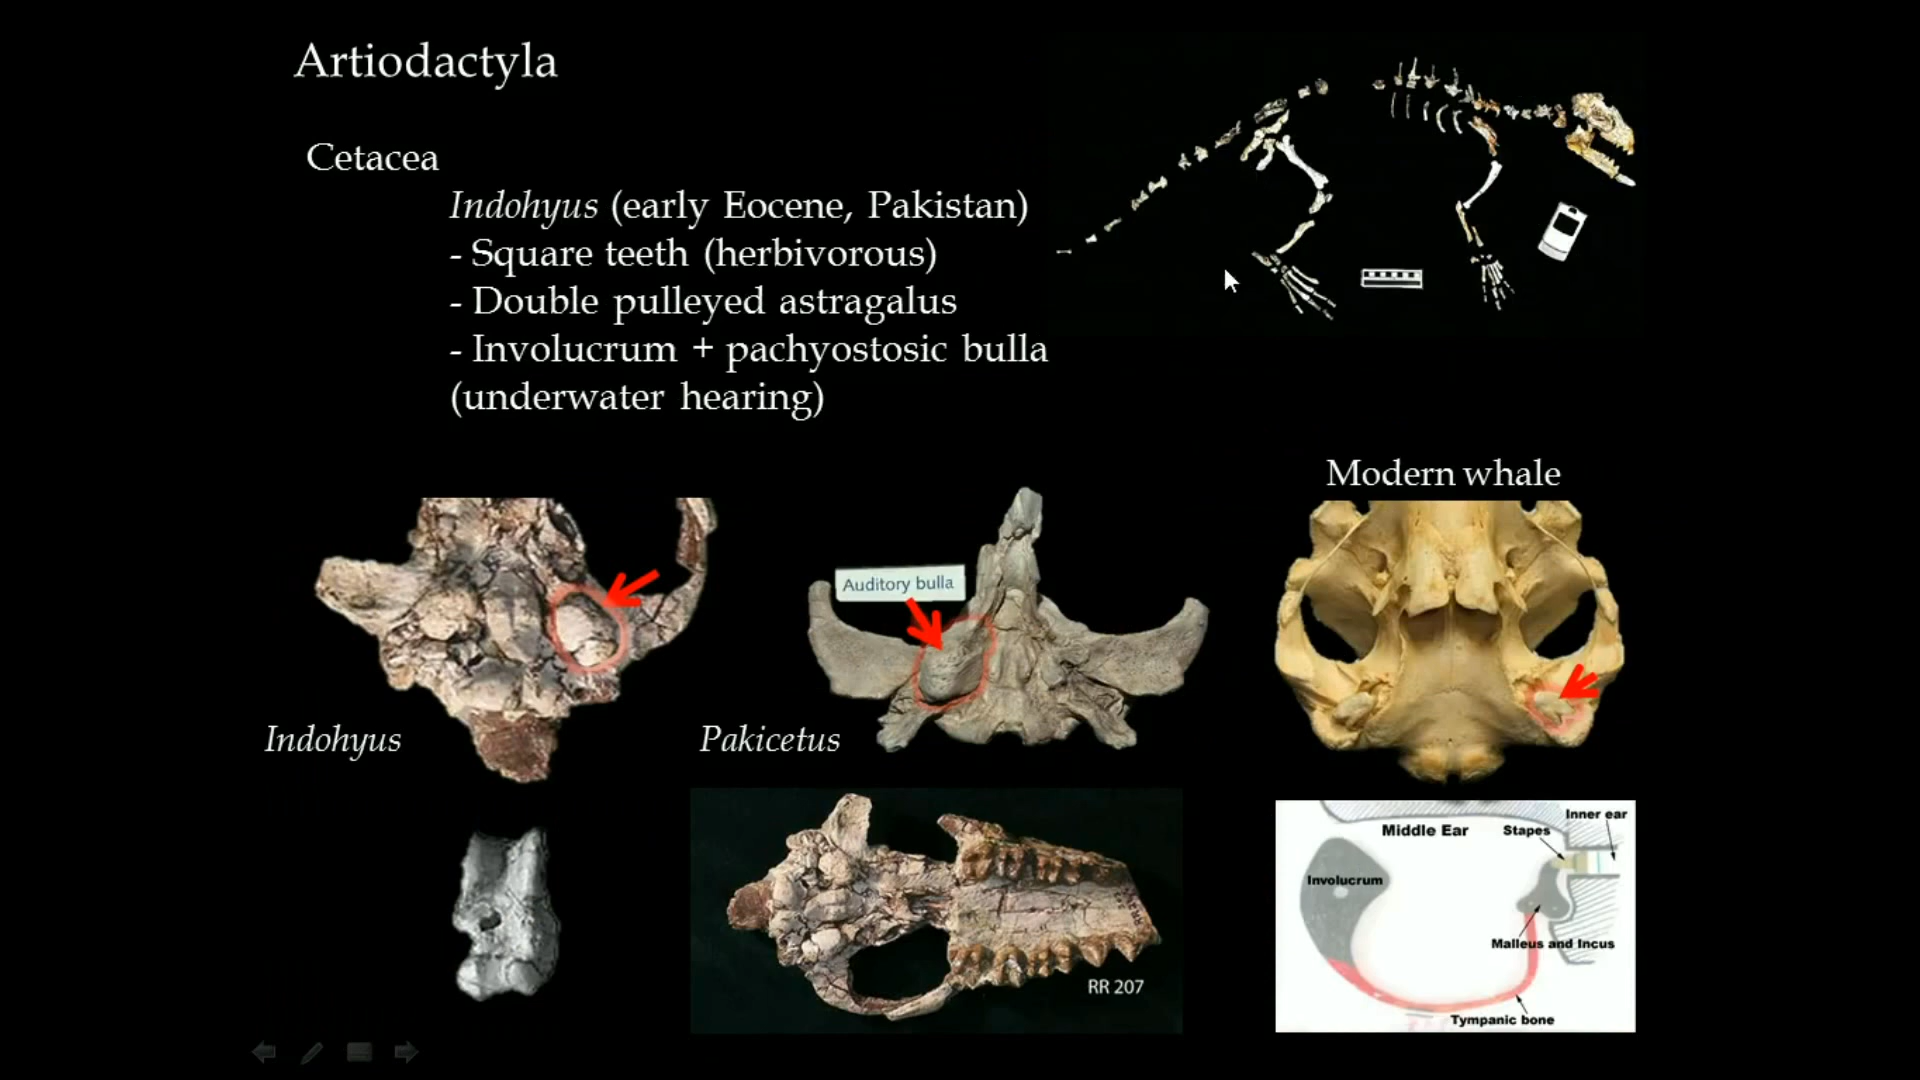 Artiodactyla
Cetacea
Indohyus (early Eocene, Pakistan)
- Square teeth (herbivorous)
- Double pulleyed astragalus
- Involucrum + pachyostosic bulla
(underwater hearing)
Modern whale
Auditory bulla
Indohyus
Pakicetus
RR 207
Inner ear
Middle Ear
Stapes
Involucrum
Malleus and Incus
Tympanic bone